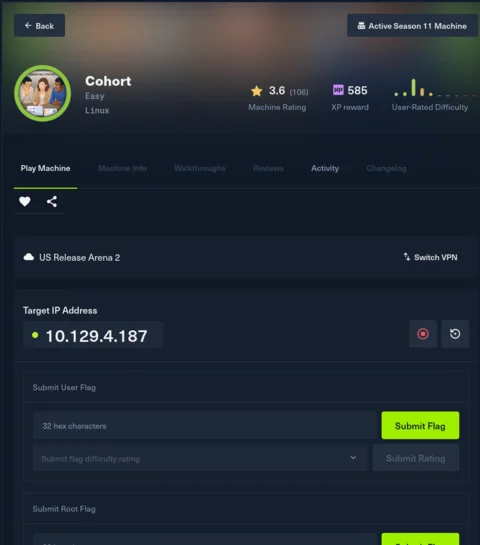 Back
Active Season 11 Machine
Cohort
Easy
Linux
3.6 (106)
Machine Rating
XP 585
XP reward
User-Rated Difficulty
Play Machine
Machine Info
Walkthroughs
Reviews
Activity
Changelog
US Release Arena 2
Switch VPN
Target IP Address
10.129.4.187
Submit User Flag
32 hex characters
Submit Flag
Submit flag difficulty rating
Submit Rating
Submit Root Flag